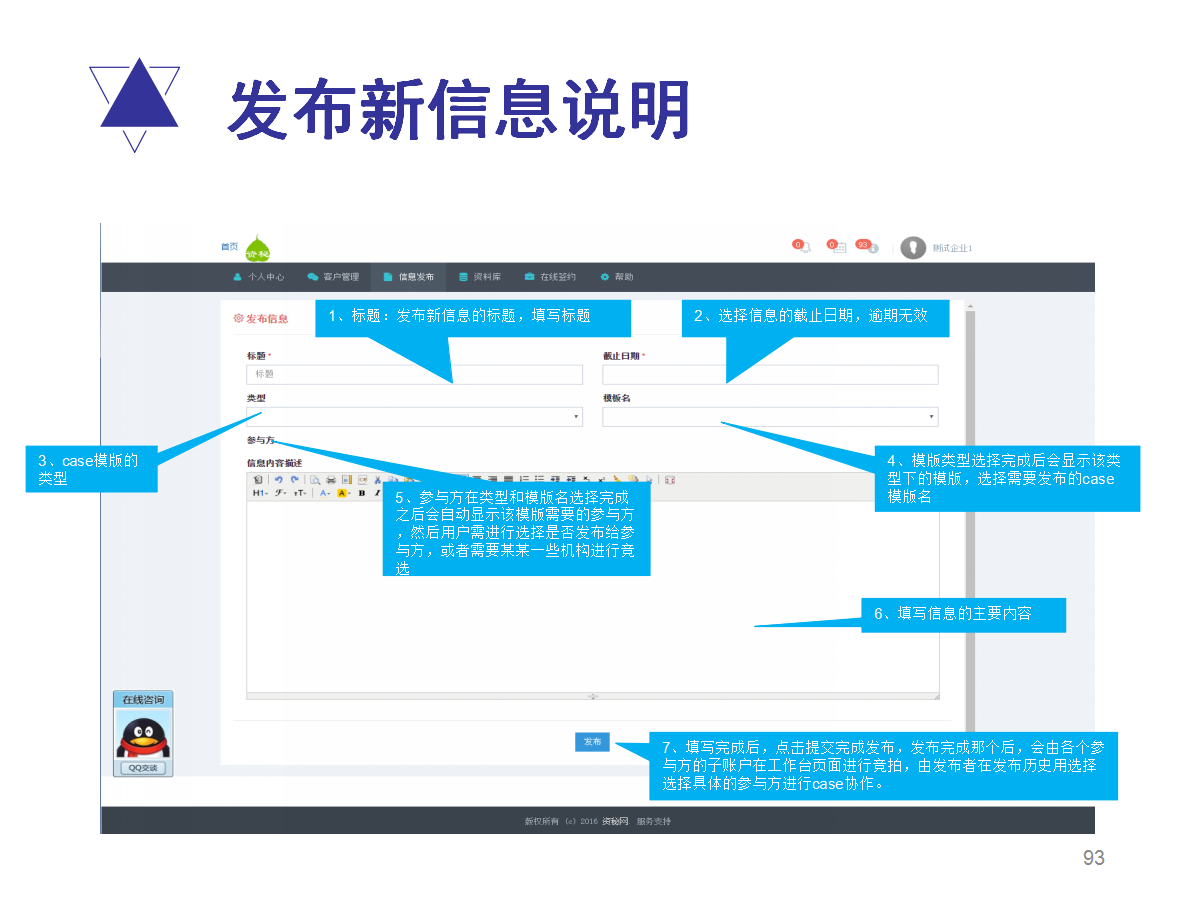 发布新信息说明
首页
资秘
0
0
93
测试企业1
个人中心 客户管理 信息发布 资料库 在线签约 帮助
发布信息
1、标题：发布新信息的标题，填写标题
2、选择信息的截止日期，逾期无效
标题 *
截止日期 *
标题
类型
模版名
参与方
3、case模版的
类型
4、模版类型选择完成后会显示该类
型下的模版，选择需要发布的case
模版名
信息内容描述
5、参与方在类型和模版名选择完成
之后会自动显示该模版需要的参与方
，然后用户需进行选择是否发布给参
与方，或者需要某某一些机构进行竞
选
6、填写信息的主要内容
在线咨询
QQ交谈
发布
7、填写完成后，点击提交完成发布，发布完成那个后，会由各个参
与方的子账户在工作台页面进行竞拍，由发布者在发布历史用选择
选择具体的参与方进行case协作。
版权所有 (c) 2016 资秘网 服务支持
93